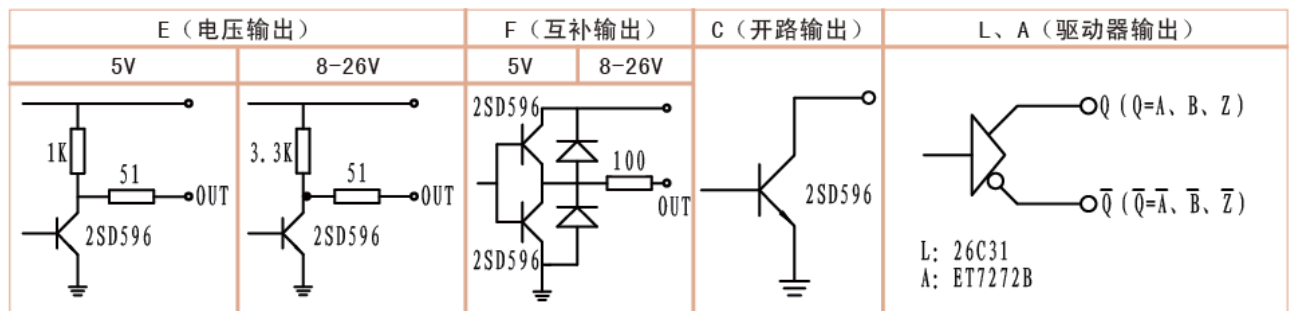 E（电压输出）
F（互补输出）
C（开路输出）
L、A（驱动器输出）
5V
8-26V
5V
8-26V
1K
51
OUT
2SD596
3.3K
51
OUT
2SD596
2SD596
100
OUT
2SD596
2SD596
Q（Q=A、B、Z）
Q̅（Q̅=A̅、B̅、Z̅）
L: 26C31
A: ET7272B